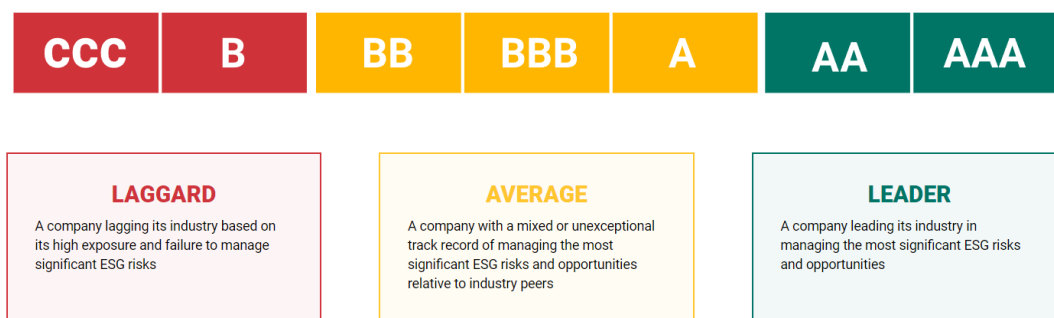 CCC B BB BBB A AA AAA
LAGGARD
A company lagging its industry based on
its high exposure and failure to manage
significant ESG risks
AVERAGE
A company with a mixed or unexceptional
track record of managing the most
significant ESG risks and opportunities
relative to industry peers
LEADER
A company leading its industry in
managing the most significant ESG risks
and opportunities